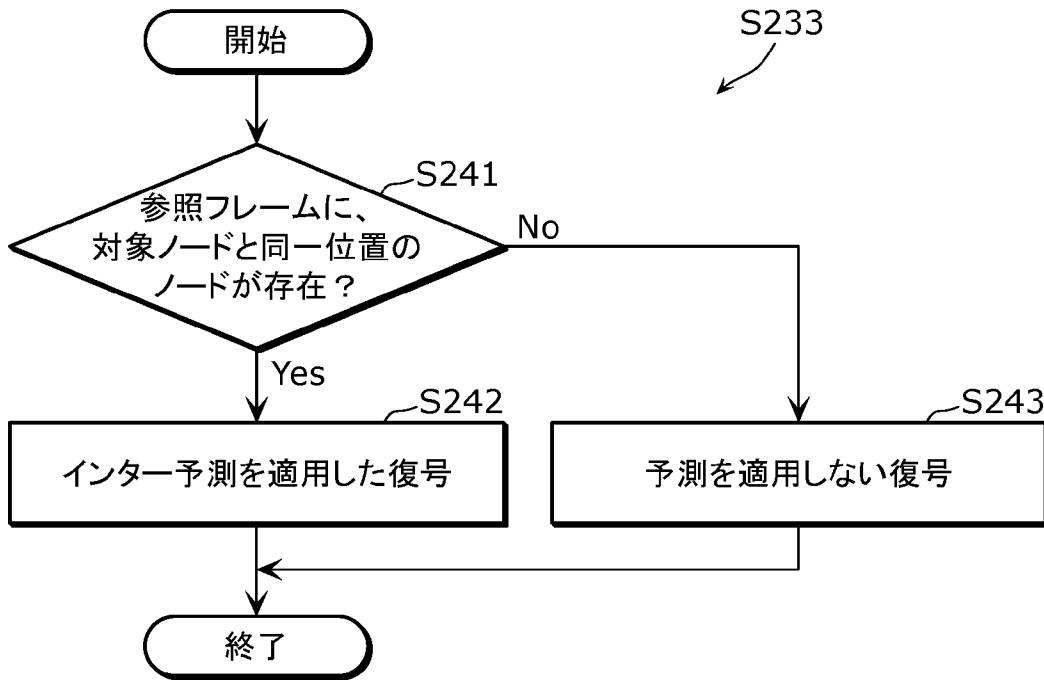 開始
S233
S241
参照フレームに、
対象ノードと同一位置の
ノードが存在？
No
Yes
S242
インター予測を適用した復号
S243
予測を適用しない復号
終了